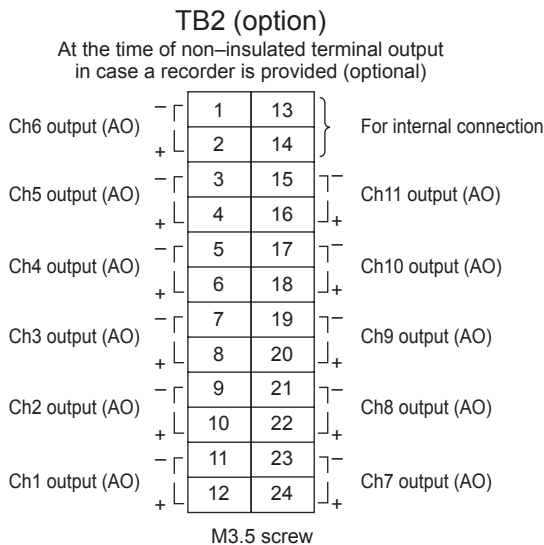 TB2 (option)
At the time of non–insulated terminal output
in case a recorder is provided (optional)
Ch6 output (AO) − 1 13 For internal connection
+ 2 14
Ch5 output (AO) − 3 15 − Ch11 output (AO)
+ 4 16 +
Ch4 output (AO) − 5 17 − Ch10 output (AO)
+ 6 18 +
Ch3 output (AO) − 7 19 − Ch9 output (AO)
+ 8 20 +
Ch2 output (AO) − 9 21 − Ch8 output (AO)
+ 10 22 +
Ch1 output (AO) − 11 23 − Ch7 output (AO)
+ 12 24 +
M3.5 screw